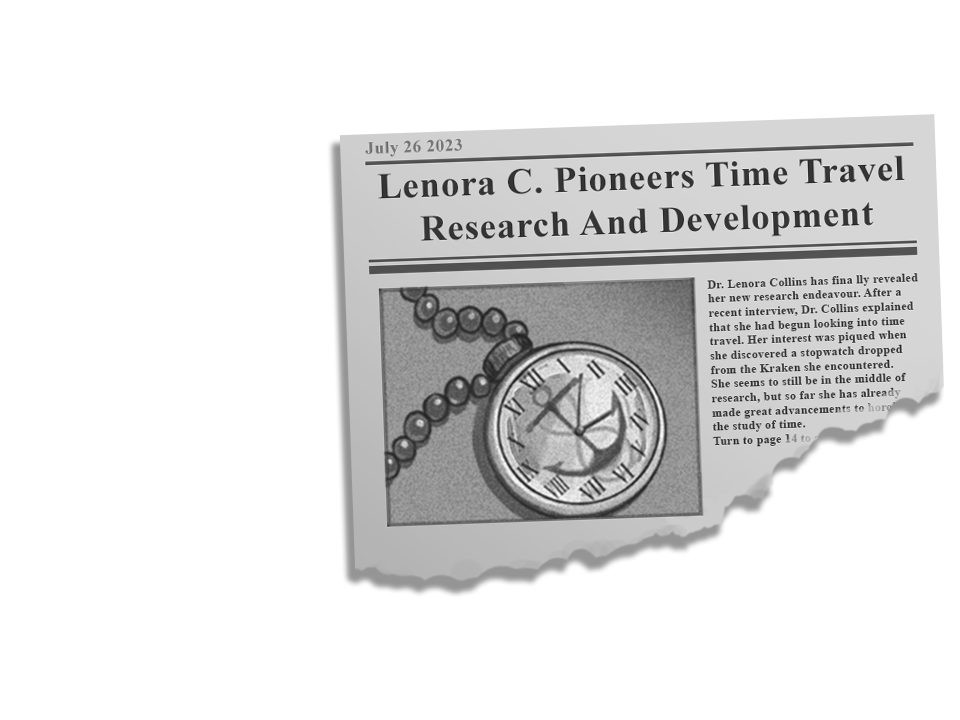 July 26 2023
Lenora C. Pioneers Time Travel
Research And Development
Dr. Lenora Collins has fina lly revealed
her new research endeavour. After a
recent interview, Dr. Collins explained
that she had begun looking into time
travel. Her interest was piqued when
she discovered a stopwatch dropped
from the Kraken she encountered.
She seems to still be in the middle of
research, but so far she has already
made great advancements to
the study of time.
Turn to page 14 to